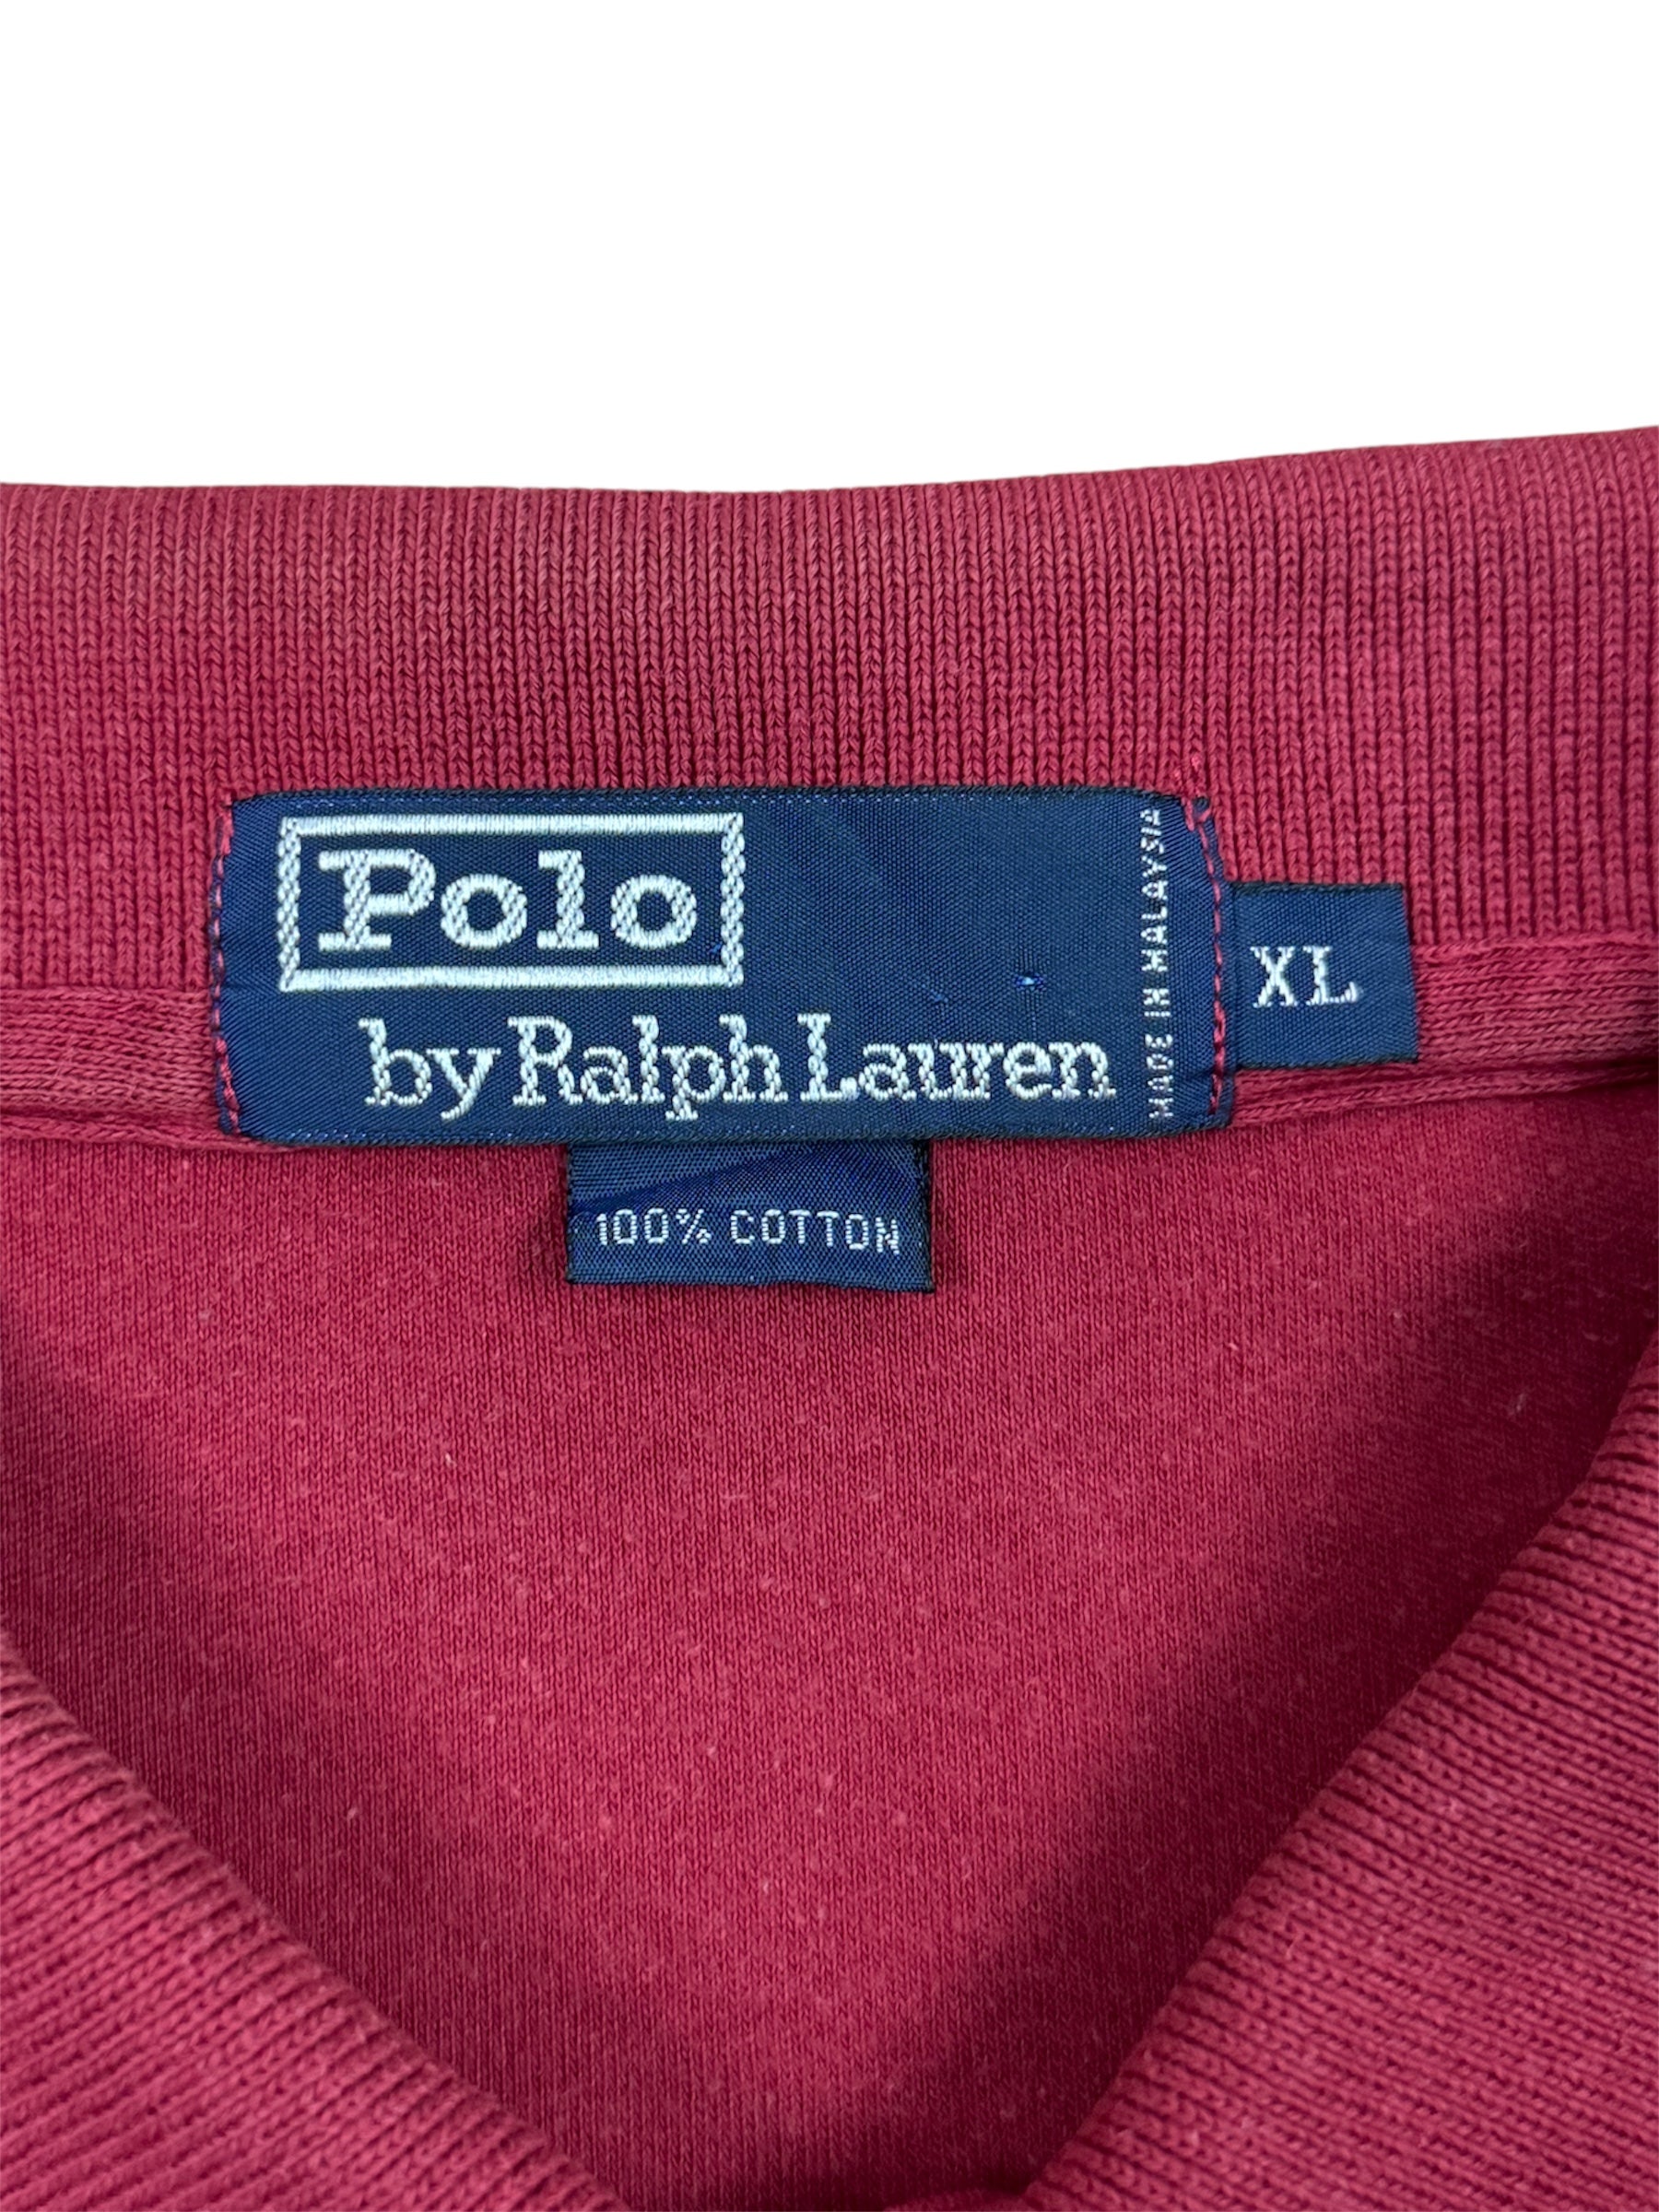 Polo
by Ralph Lauren
MADE IN MALAYSIA
XL
100% COTTON